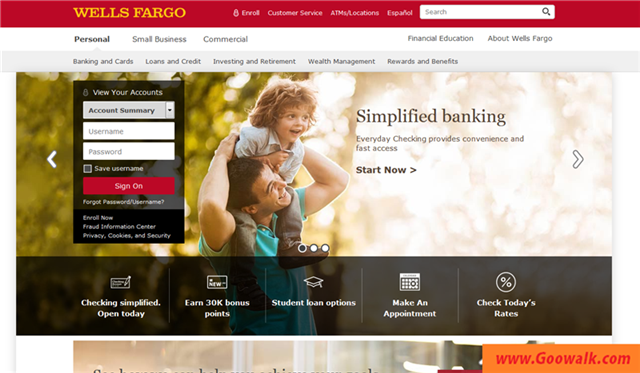 WELLS FARGO
Enroll Customer Service ATMs/Locations Español Search
Personal Small Business Commercial Financial Education About Wells Fargo
Banking and Cards Loans and Credit Investing and Retirement Wealth Management Rewards and Benefits
View Your Accounts
Account Summary
Username
Password
Save username
Sign On
Forgot Password/Username?
Enroll Now
Fraud Information Center
Privacy, Cookies, and Security
Simplified banking
Everyday Checking provides convenience and
fast access
Start Now >
Checking simplified.
Open today
NEW
Earn 30K bonus
points
Student loan options
Make An
Appointment
%
Check Today's
Rates
www.Goowalk.com